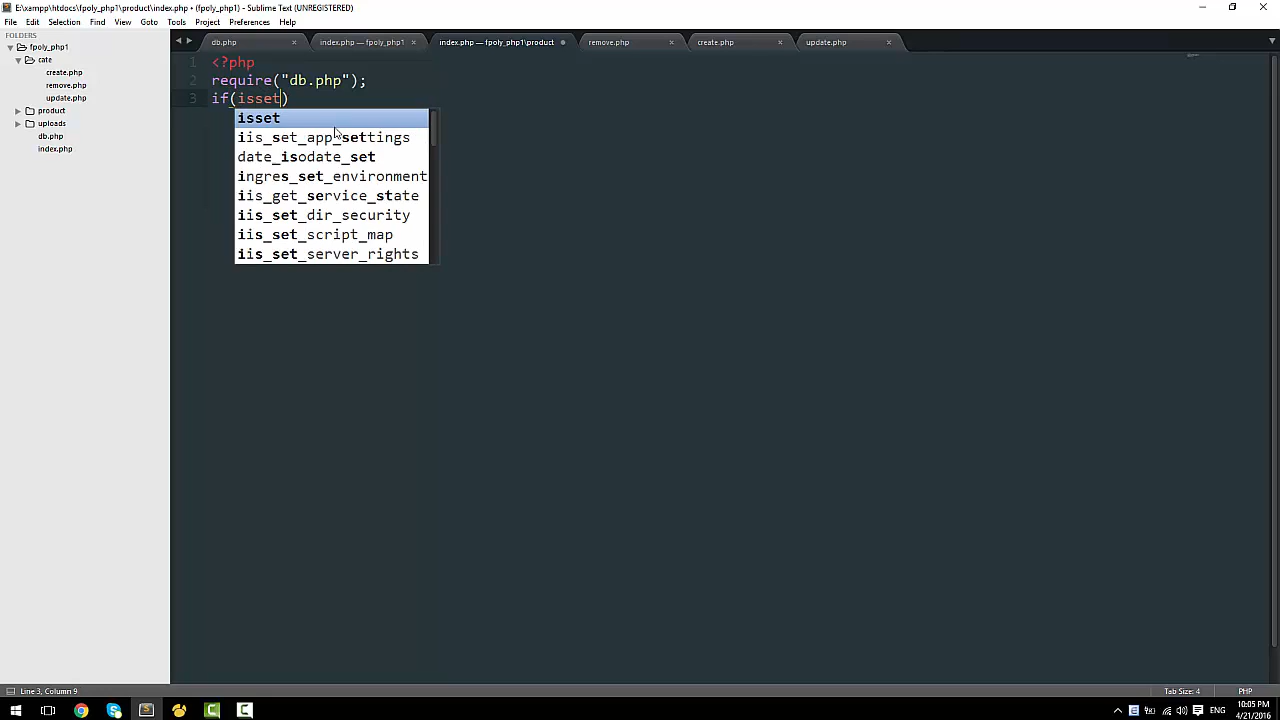 E:\xampp\htdocs\fpoly_php1\product\index.php • (fpoly_php1) - Sublime Text (UNREGISTERED)
File Edit Selection Find View Goto Tools Project Preferences Help
FOLDERS
fpoly_php1
cate
create.php
remove.php
update.php
product
uploads
db.php
index.php
db.php × index.php — fpoly_php1 × index.php — fpoly_php1\product remove.php × create.php × update.php ×
1 <?php
2 require("db.php");
3 if(isset)
isset
iis_set_app_settings
date_isodate_set
ingres_set_environment
iis_get_service_state
iis_set_dir_security
iis_set_script_map
iis_set_server_rights
Line 3, Column 9
Tab Size: 4 PHP
ENG
10:05 PM
4/21/2016